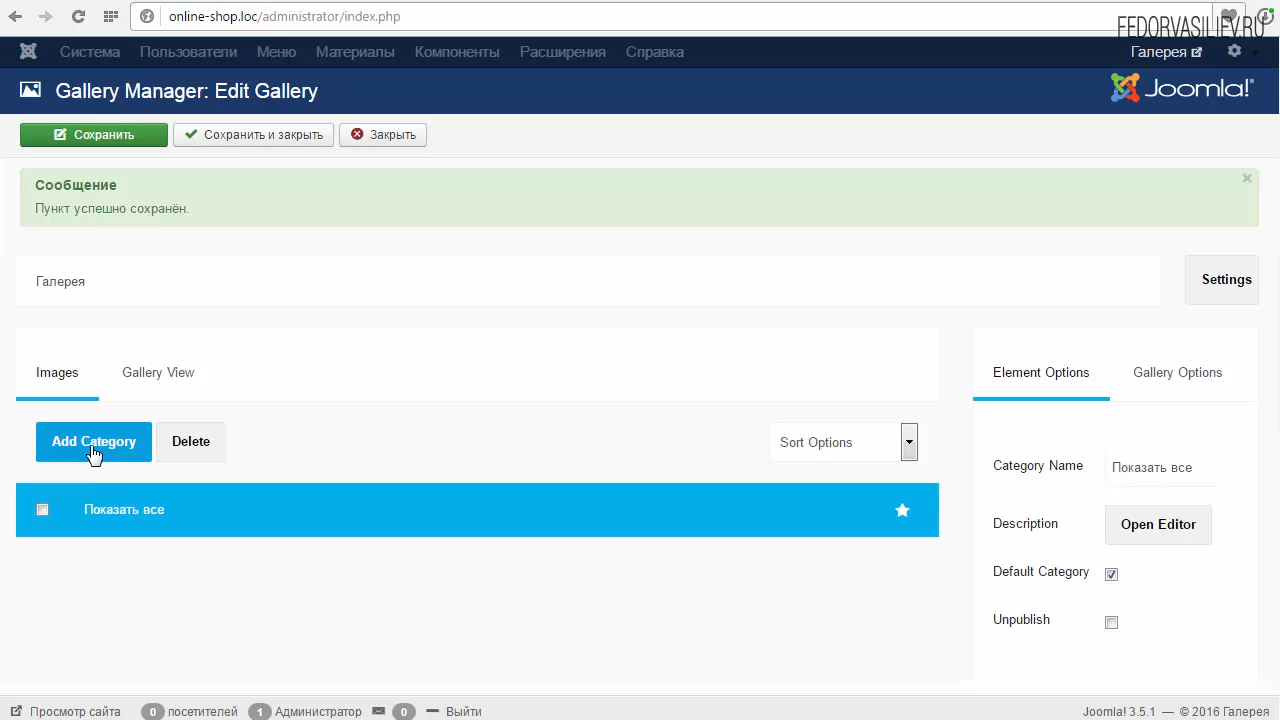 online-shop.loc/administrator/index.php
FEDORVASILIEV.RU
Система Пользователи Меню Материалы Компоненты Расширения Справка Галерея
Gallery Manager: Edit Gallery Joomla!
Сохранить Сохранить и закрыть Закрыть
Сообщение
Пункт успешно сохранён.
Галерея Settings
Images Gallery View Element Options Gallery Options
Add Category Delete Sort Options
Category Name Показать все
Показать все
Description Open Editor
Default Category
Unpublish
Просмотр сайта 0 посетителей 1 Администратор 0 Выйти Joomla! 3.5.1 — © 2016 Галерея